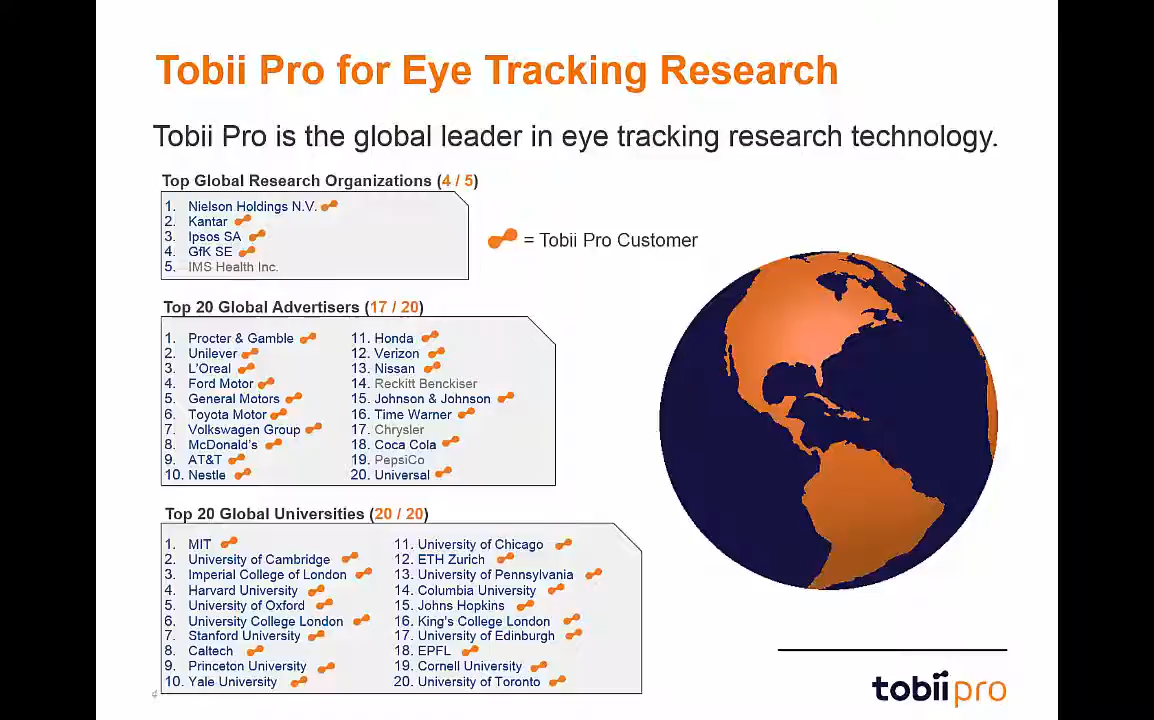 Tobii Pro for Eye Tracking Research
Tobii Pro is the global leader in eye tracking research technology.
Top Global Research Organizations (4 / 5)
1. Nielson Holdings N.V.
2. Kantar
3. Ipsos SA
4. GfK SE
5. IMS Health Inc.
= Tobii Pro Customer
Top 20 Global Advertisers (17 / 20)
1. Procter & Gamble
2. Unilever
3. L'Oreal
4. Ford Motor
5. General Motors
6. Toyota Motor
7. Volkswagen Group
8. McDonald's
9. AT&T
10. Nestle
11. Honda
12. Verizon
13. Nissan
14. Reckitt Benckiser
15. Johnson & Johnson
16. Time Warner
17. Chrysler
18. Coca Cola
19. PepsiCo
20. Universal
Top 20 Global Universities (20 / 20)
1. MIT
2. University of Cambridge
3. Imperial College of London
4. Harvard University
5. University of Oxford
6. University College London
7. Stanford University
8. Caltech
9. Princeton University
10. Yale University
11. University of Chicago
12. ETH Zurich
13. University of Pennsylvania
14. Columbia University
15. Johns Hopkins
16. King's College London
17. University of Edinburgh
18. EPFL
19. Cornell University
20. University of Toronto
4
tobii pro